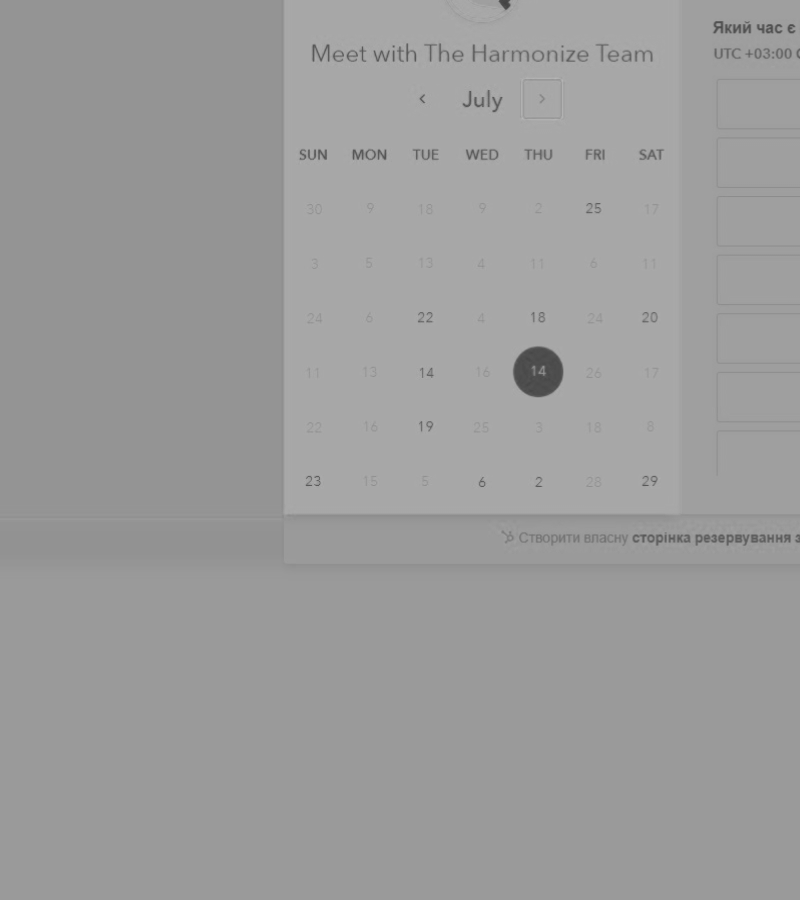 Meet with The Harmonize Team
Який час є
July
UTC +03:00
SUN MON TUE WED THU FRI SAT
30 9 18 9 2 25 17
3 5 13 4 11 6 11
24 6 22 4 18 24 20
11 13 14 16 14 26 17
22 16 19 25 3 18 8
23 15 5 6 2 28 29
Створити власну сторінка резервування